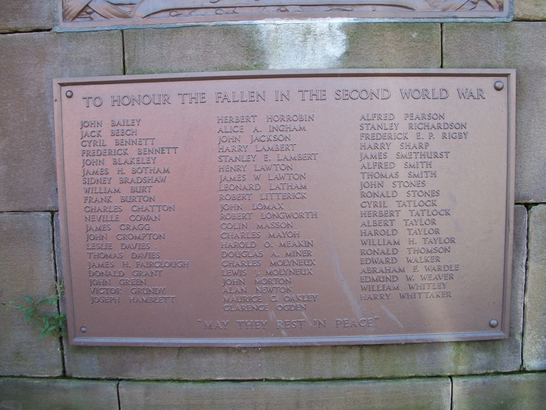 TO HONOUR THE FALLEN IN THE SECOND WORLD WAR
JOHN BAILEY
JACK BEECH
CYRIL BENNETT
FREDERICK BENNETT
JOHN BLAKELEY
JAMES H. BOTHAM
SIDNEY BRADSHAW
WILLIAM BURT
FRANK BURTON
CHARLES CHATTON
NEVILLE COWAN
JAMES CRAGG
JOHN CROMPTON
LESLIE DAVIES
THOMAS DAVIES
JAMES H. FAIRCLOUGH
DONALD GRANT
JOHN GREEN
VICTOR GRUNEW
JOSEPH HAMBLETT
HERBERT HORROBIN
ALICE A. INGHAM
JOHN JACKSON
HARRY LAMBERT
STANLEY E. LAMBERT
HENRY LAWTON
JAMES W. LAWTON
LEONARD LATHAM
ROBERT LITTERICK
JOHN LOMAX
ROBERT LONGWORTH
COLIN MASSON
CHARLES MAYOH
HAROLD O. MEAKIN
DOUGLAS A. MINER
CHARLES MOLYNEUX
LEWIS J. MOLYNEUX
JOHN MORTON
ALAN NEWTON
MAURICE G. OAKLEY
CLARENCE OGDEN
ALFRED PEARSON
STANLEY RICHARDSON
FREDERICK E. P. RIGBY
HARRY SHARP
JAMES SMETHURST
ALFRED SMITH
THOMAS SMITH
JOHN STONES
RONALD STONES
CYRIL TATLOCK
HERBERT TATLOCK
ALBERT TAYLOR
HAROLD TAYLOR
WILLIAM H. TAYLOR
RONALD THOMSON
EDWARD WALKER
ABRAHAM F. WARDLE
EDMUND W. WEAVER
WILLIAM WHITLEY
HARRY WHITTAKER
"MAY THEY REST IN PEACE"